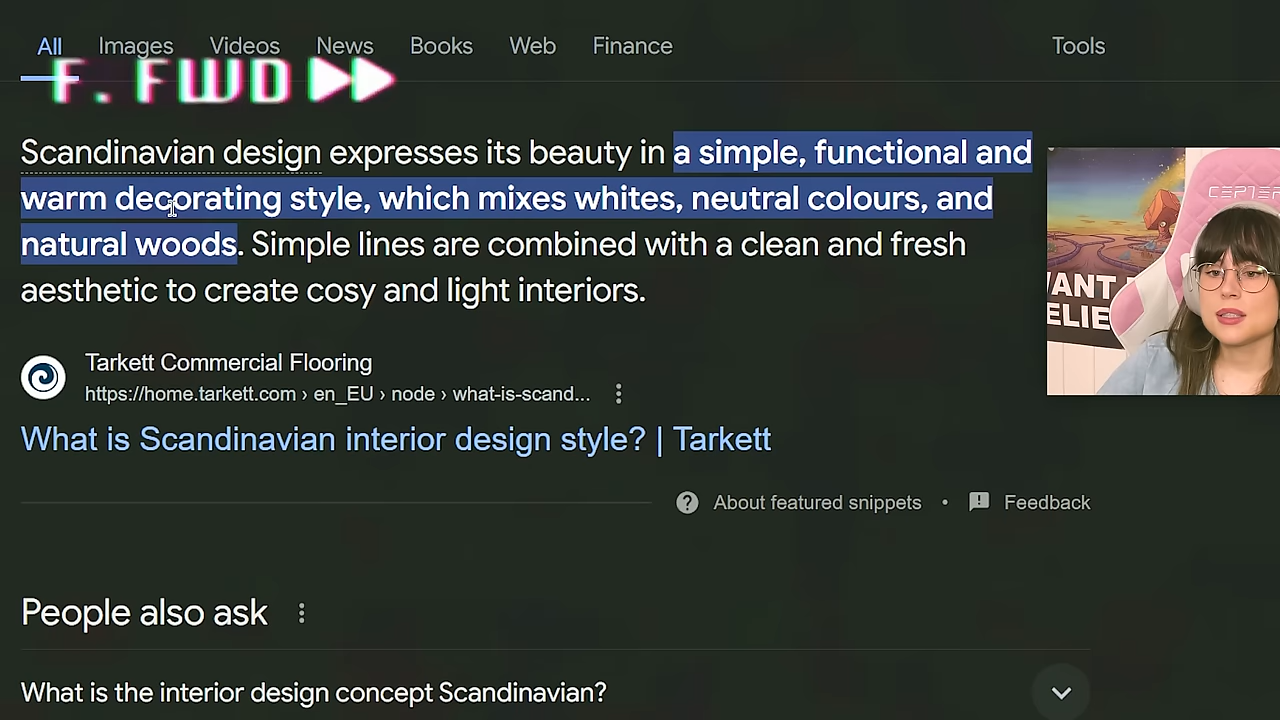 All Images Videos News Books Web Finance Tools
F. FWD
Scandinavian design expresses its beauty in a simple, functional and
warm decorating style, which mixes whites, neutral colours, and
natural woods. Simple lines are combined with a clean and fresh
aesthetic to create cosy and light interiors.
CEPTER
WANT
ELIE
Tarkett Commercial Flooring
https://home.tarkett.com › en_EU › node › what-is-scand...
What is Scandinavian interior design style? | Tarkett
About featured snippets • Feedback
People also ask
What is the interior design concept Scandinavian?